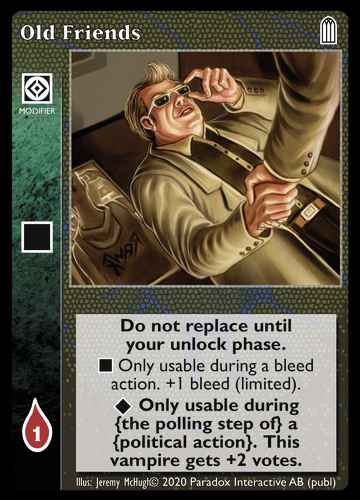 Old Friends
MODIFIER
Do not replace until
your unlock phase.
Only usable during a bleed
action. +1 bleed (limited).
Only usable during
{the polling step of} a
{political action}. This
vampire gets +2 votes.
1
Illus: Jeremy McHugh© 2020 Paradox Interactive AB (publ)